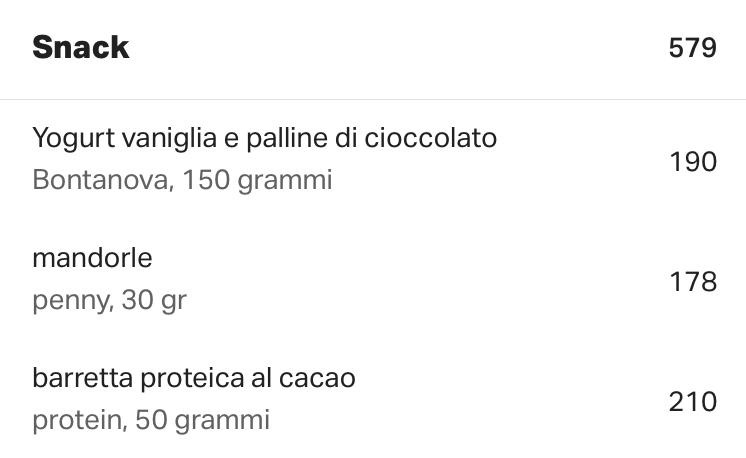 Snack 579
Yogurt vaniglia e palline di cioccolato
Bontanova, 150 grammi
190
mandorle
penny, 30 gr
178
barretta proteica al cacao
protein, 50 grammi
210